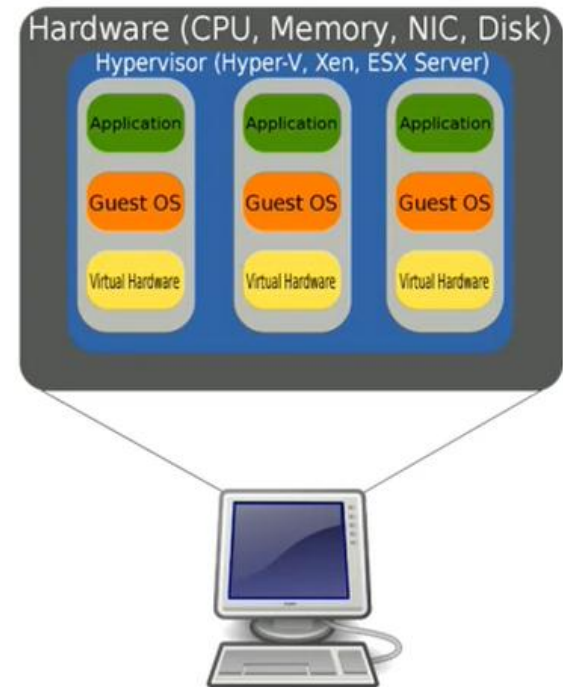 Hardware (CPU, Memory, NIC, Disk)
Hypervisor (Hyper-V, Xen, ESX Server)
Application Application Application
Guest OS Guest OS Guest OS
Virtual Hardware Virtual Hardware Virtual Hardware